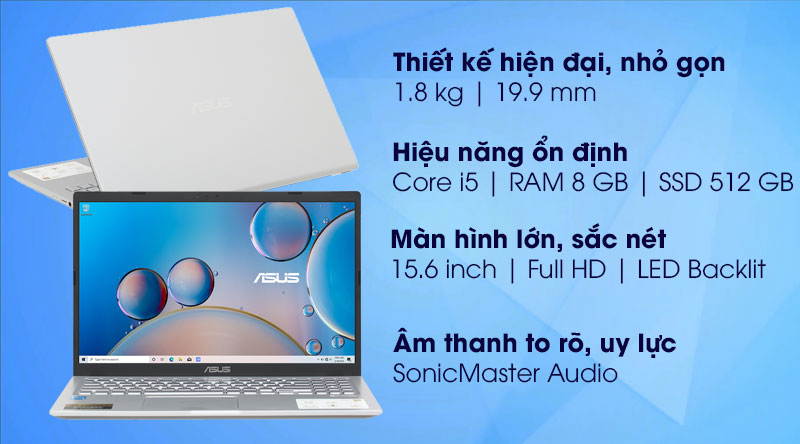 Thiết kế hiện đại, nhỏ gọn
1.8 kg | 19.9 mm
Hiệu năng ổn định
Core i5 | RAM 8 GB | SSD 512 GB
Màn hình lớn, sắc nét
15.6 inch | Full HD | LED Backlit
Âm thanh to rõ, uy lực
SonicMaster Audio
ASUS
ASUS
ASUS